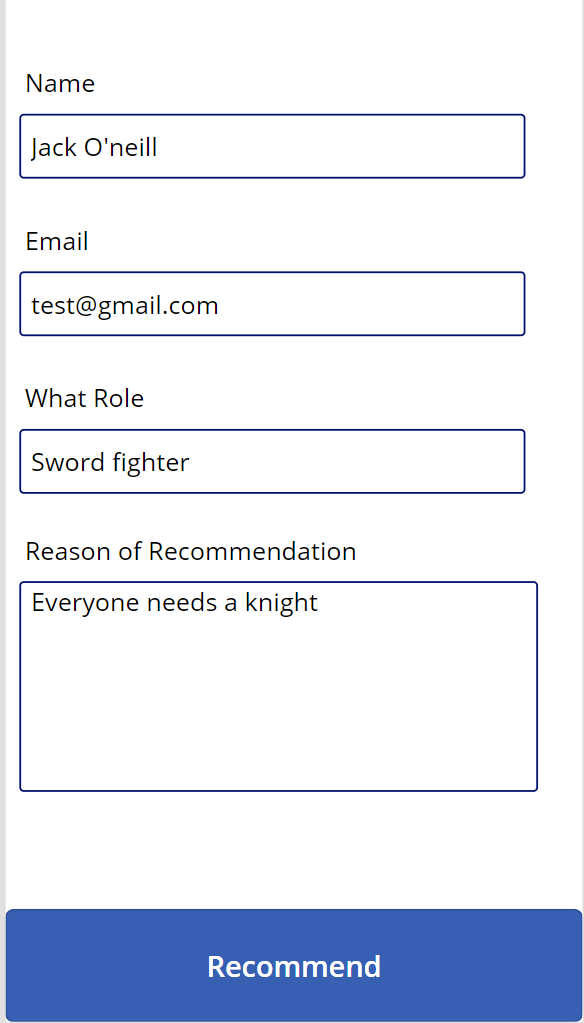 Name
Jack O'neill
Email
test@gmail.com
What Role
Sword fighter
Reason of Recommendation
Everyone needs a knight
Recommend